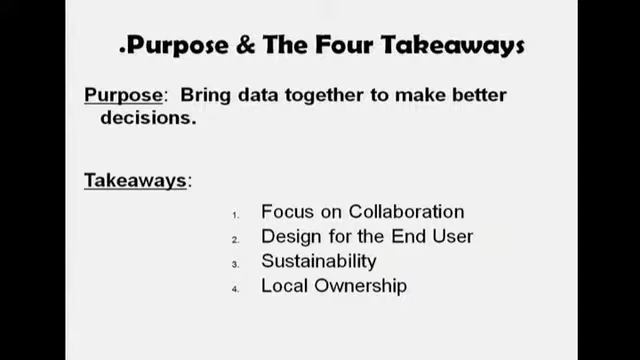 .Purpose & The Four Takeaways
Purpose: Bring data together to make better
decisions.
Takeaways:
1. Focus on Collaboration
2. Design for the End User
3. Sustainability
4. Local Ownership